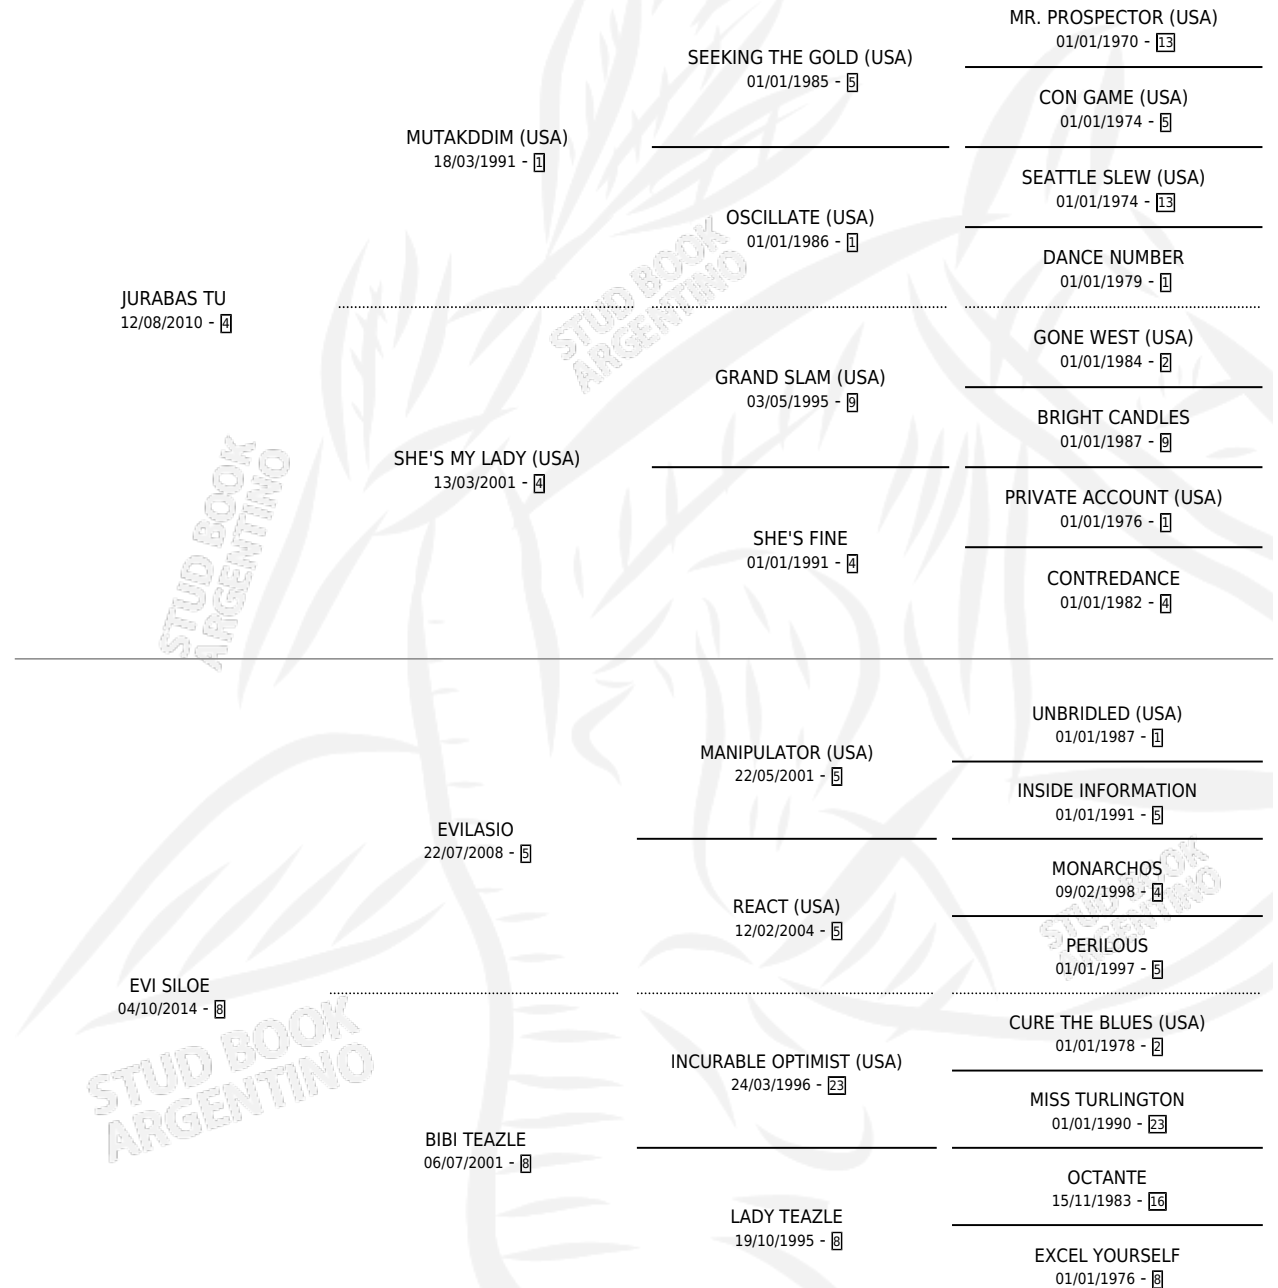 MR. PROSPECTOR (USA)
01/01/1970 - 13
SEEKING THE GOLD (USA)
01/01/1985 - 5
CON GAME (USA)
01/01/1974 - 5
MUTAKDDIM (USA)
18/03/1991 - 1
SEATTLE SLEW (USA)
01/01/1974 - 13
OSCILLATE (USA)
01/01/1986 - 1
DANCE NUMBER
01/01/1979 - 1
JURABAS TU
12/08/2010 - 4
STUD BOOK
ARGENTINO
GONE WEST (USA)
01/01/1984 - 2
GRAND SLAM (USA)
03/05/1995 - 9
BRIGHT CANDLES
01/01/1987 - 9
SHE'S MY LADY (USA)
13/03/2001 - 4
PRIVATE ACCOUNT (USA)
01/01/1976 - 1
SHE'S FINE
01/01/1991 - 4
CONTREDANCE
01/01/1982 - 4
STUD BOOK
ARGENTINO
UNBRIDLED (USA)
01/01/1987 - 1
MANIPULATOR (USA)
22/05/2001 - 5
INSIDE INFORMATION
01/01/1991 - 5
EVILASIO
22/07/2008 - 5
MONARCHOS
09/02/1998 - 4
REACT (USA)
12/02/2004 - 5
STUD BOOK
ARGENTINO
PERILOUS
01/01/1997 - 5
EVI SILOE
04/10/2014 - 8
CURE THE BLUES (USA)
01/01/1978 - 2
INCURABLE OPTIMIST (USA)
24/03/1996 - 23
STUD BOOK
ARGENTINO
MISS TURLINGTON
01/01/1990 - 23
BIBI TEAZLE
06/07/2001 - 8
OCTANTE
15/11/1983 - 16
LADY TEAZLE
19/10/1995 - 8
EXCEL YOURSELF
01/01/1976 - 8